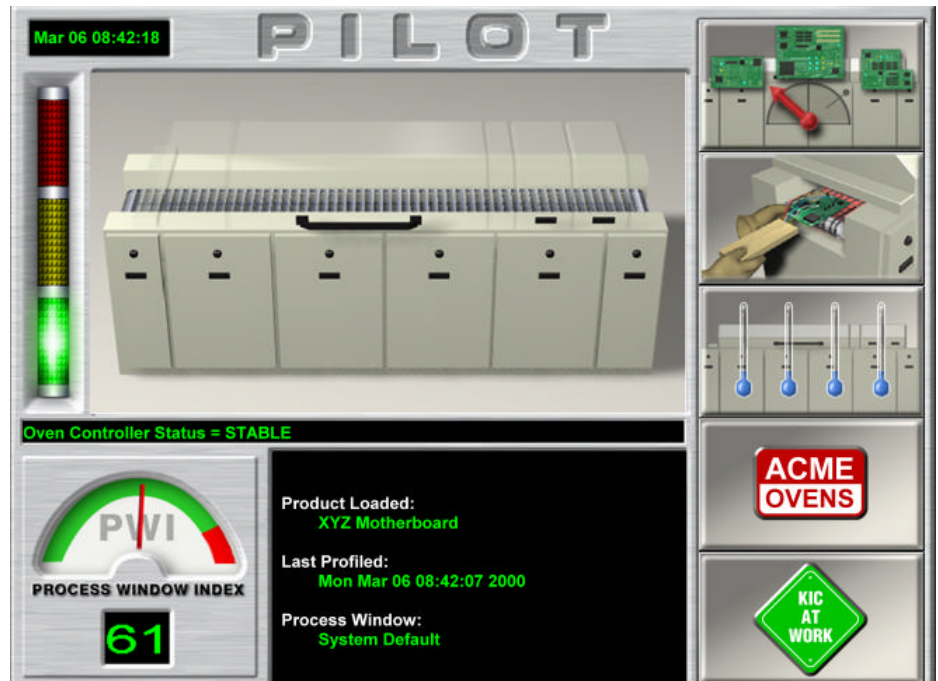 Mar 06 08:42:18
PILOT
Oven Controller Status = STABLE
PWI
PROCESS WINDOW INDEX
61
Product Loaded:
XYZ Motherboard
Last Profiled:
Mon Mar 06 08:42:07 2000
Process Window:
System Default
ACME
OVENS
KIC
AT
WORK